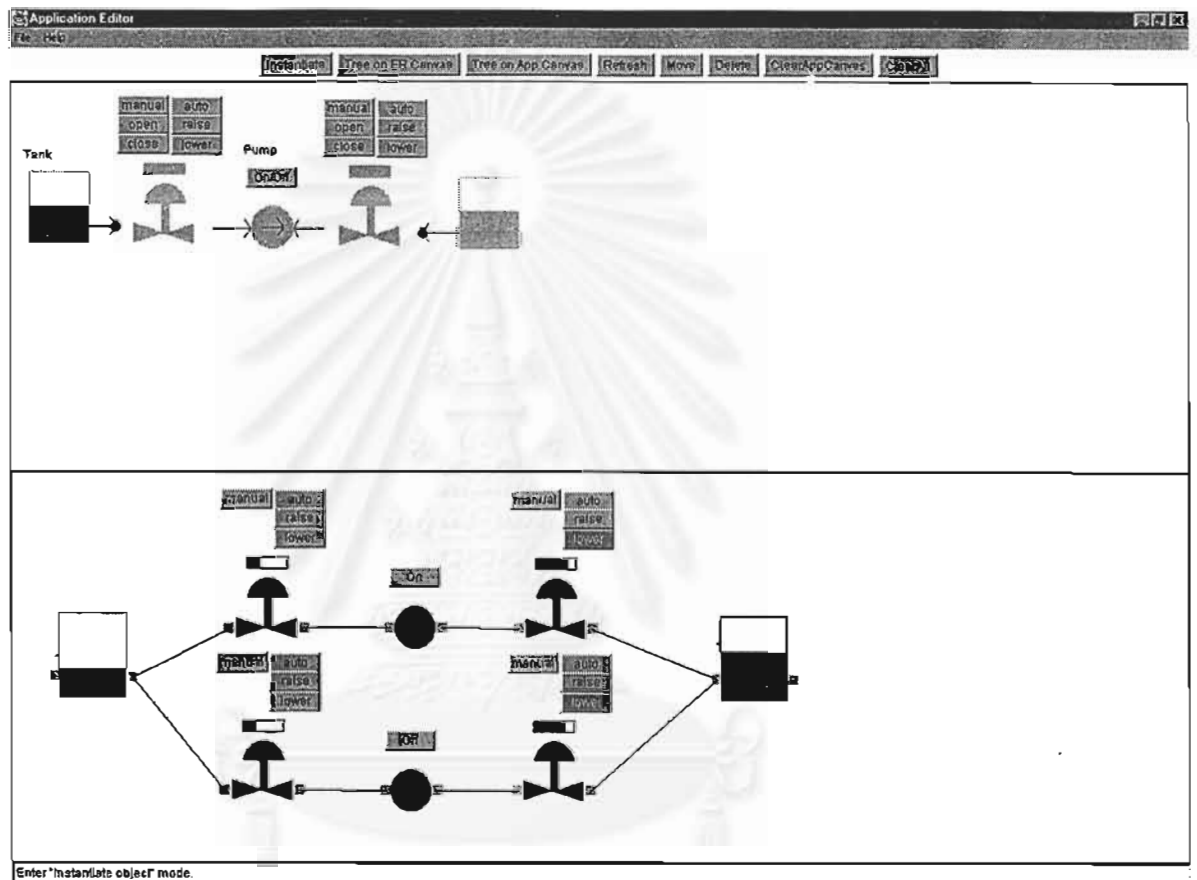 Application Editor
File Help
Instantiate Tree on ER Canvas Tree on App.Canvas Refresh Move Delete ClearAppCanvas
manual auto manual auto
open raise open raise
close lower close lower
Tank Pump
On/Off
manual auto manual auto
raise raise
lower lower
On
auto manual auto
raise raise
lower lower
Enter "Instantiate object" mode.